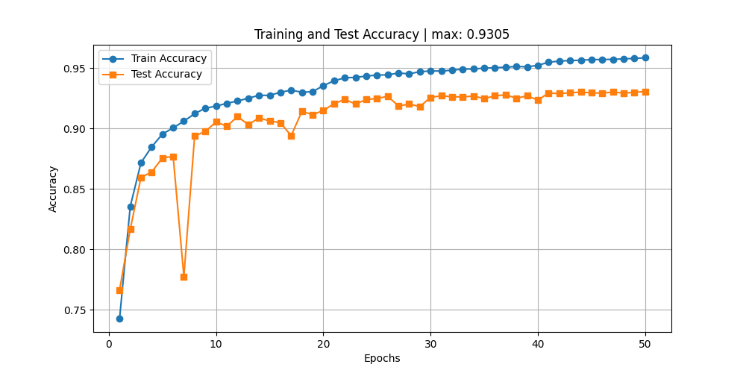 Training and Test Accuracy | max: 0.9305
Train Accuracy
Test Accuracy
Accuracy
0.95
0.90
0.85
0.80
0.75
0 10 20 30 40 50
Epochs